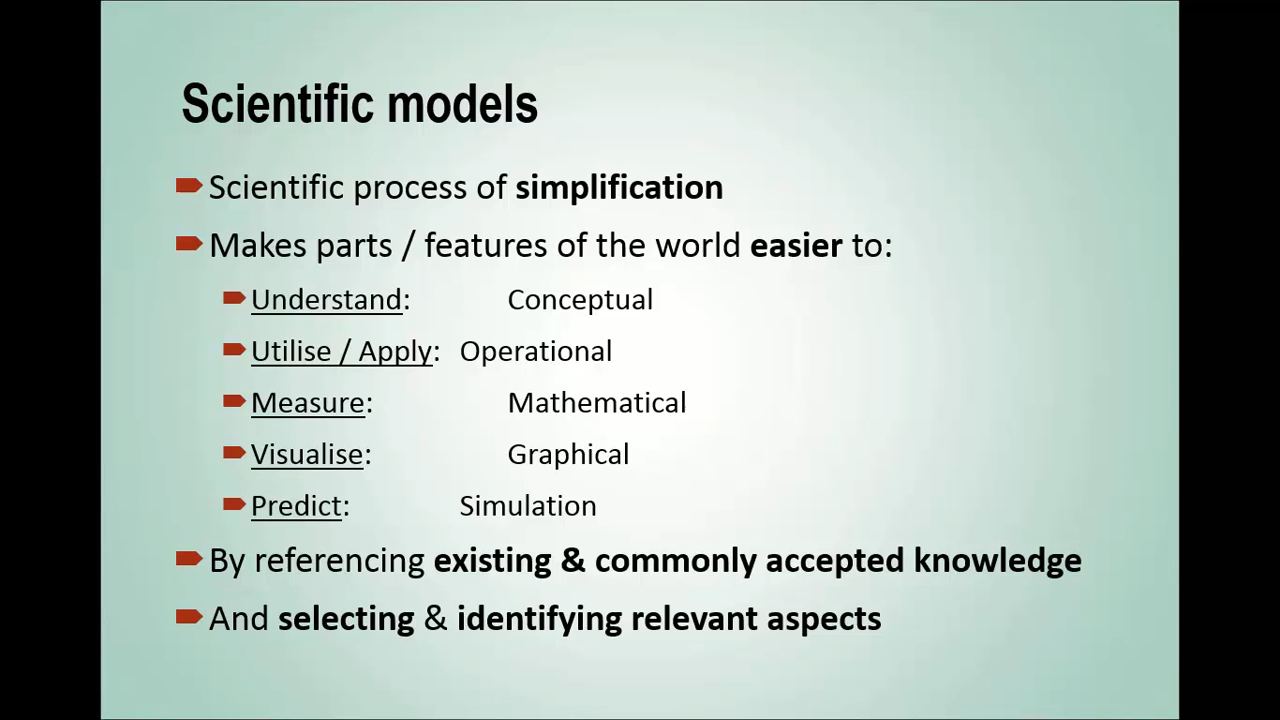 Scientific models
Scientific process of simplification
Makes parts / features of the world easier to:
Understand: Conceptual
Utilise / Apply: Operational
Measure: Mathematical
Visualise: Graphical
Predict: Simulation
By referencing existing & commonly accepted knowledge
And selecting & identifying relevant aspects